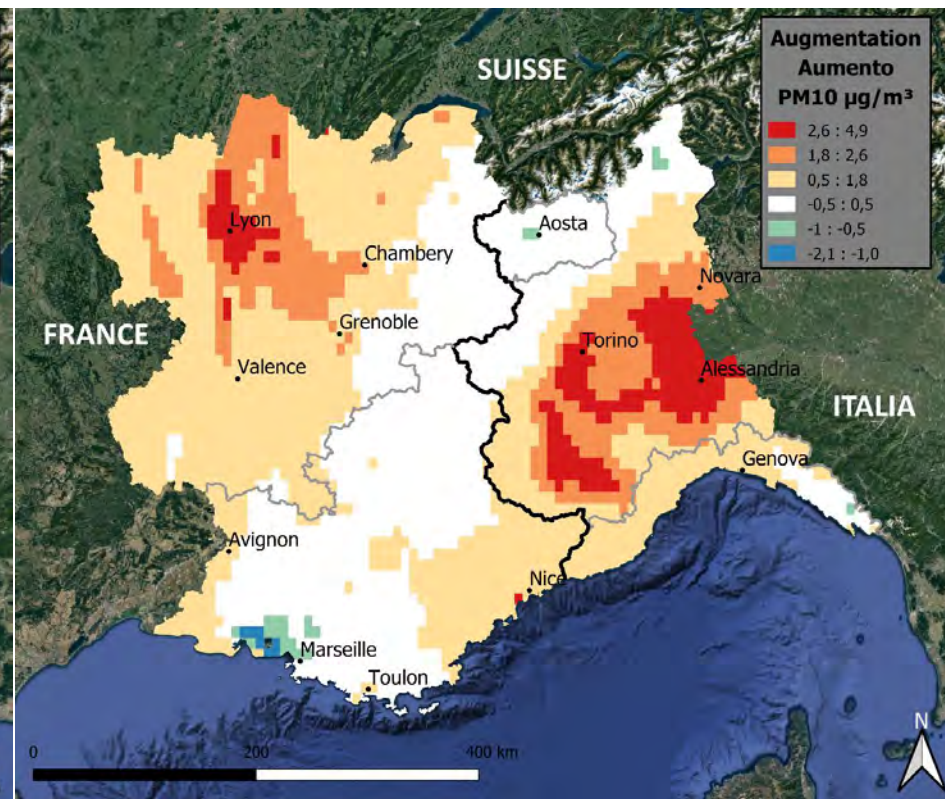 Augmentation
Aumento
PM10 µg/m³
2,6 : 4,9
1,8 : 2,6
0,5 : 1,8
-0,5 : 0,5
-1 : -0,5
-2,1 : -1,0
SUISSE
Lyon
Aosta
Chambery
Novara
FRANCE
Grenoble
Torino
Valence
Alessandria
ITALIA
Genova
Avignon
Nice
Marseille
Toulon
N
0 200 400 km